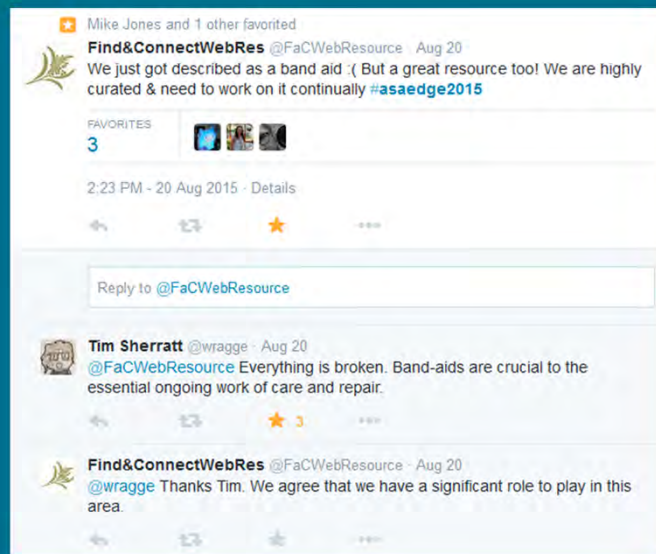 Mike Jones and 1 other favorited
Find&ConnectWebRes @FaCWebResource · Aug 20
We just got described as a band aid :( But a great resource too! We are highly
curated & need to work on it continually #asaedge2015
FAVORITES
3
2:23 PM - 20 Aug 2015 · Details
Reply to @FaCWebResource
Tim Sherratt @wragge · Aug 20
@FaCWebResource Everything is broken. Band-aids are crucial to the
essential ongoing work of care and repair.
3
Find&ConnectWebRes @FaCWebResource · Aug 20
@wragge Thanks Tim. We agree that we have a significant role to play in this
area.